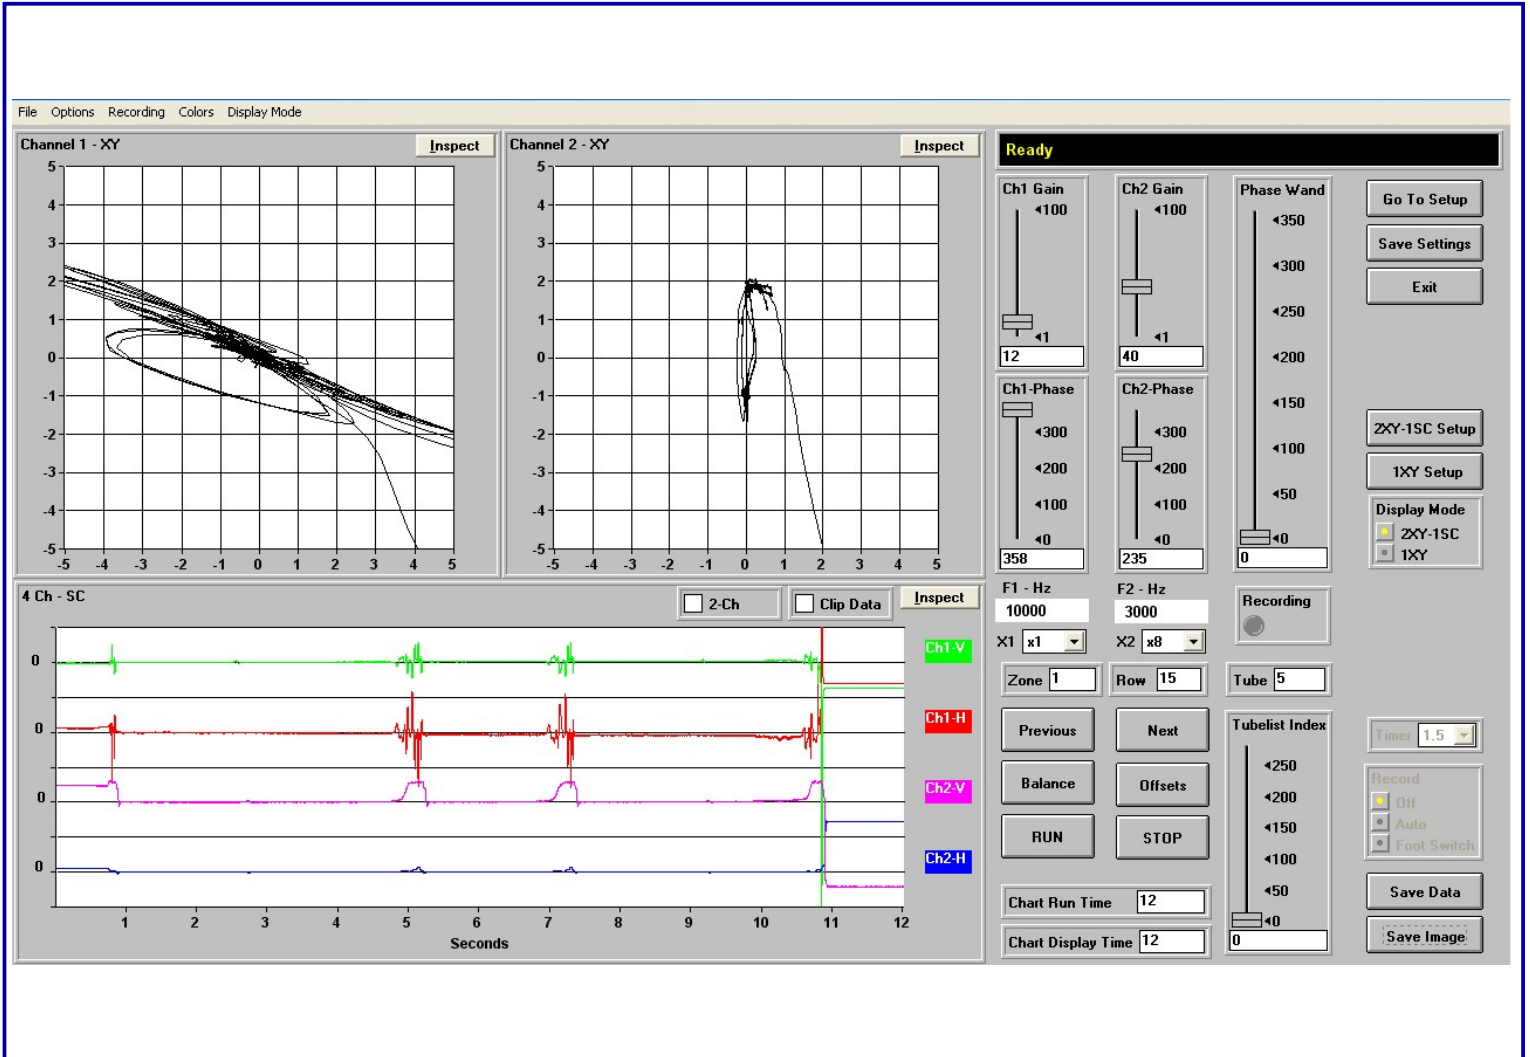 File Options Recording Colors Display Mode
Channel 1 - XY Inspect
5
4
3
2
1
0
-1
-2
-3
-4
-5
-5 -4 -3 -2 -1 0 1 2 3 4 5
Channel 2 - XY Inspect
5
4
3
2
1
0
-1
-2
-3
-4
-5
-5 -4 -3 -2 -1 0 1 2 3 4 5
4 Ch - SC 2-Ch Clip Data Inspect
0 Ch1-V
0 Ch1-H
0 Ch2-V
0 Ch2-H
1 2 3 4 5 6 7 8 9 10 11 12
Seconds
Ready
Ch1 Gain
100
1
12
Ch2 Gain
100
1
40
Phase Wand
350
300
250
200
150
100
50
0
0
Ch1-Phase
300
200
100
0
358
Ch2-Phase
300
200
100
0
235
Go To Setup
Save Settings
Exit
2XY-1SC Setup
1XY Setup
Display Mode
2XY-1SC
1XY
F1 - Hz
10000
F2 - Hz
3000
Recording
X1 x1
X2 x8
Zone 1 Row 15 Tube 5
Previous Next
Balance Offsets
RUN STOP
Chart Run Time 12
Chart Display Time 12
Tubelist Index
250
200
150
100
50
0
0
Timer 1.5
Record
Off
Auto
Foot Switch
Save Data
Save Image